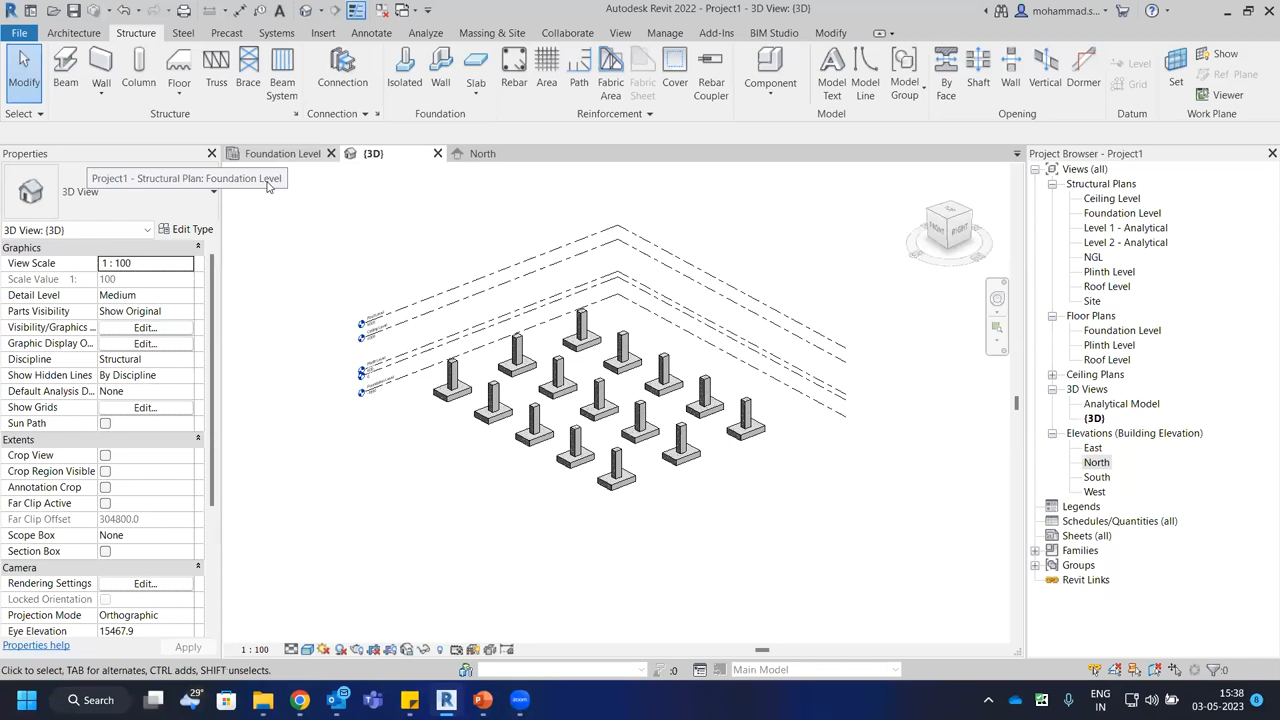 Autodesk Revit 2022 - Project1 - 3D View: {3D}
mohammad.s...
File Architecture Structure Steel Precast Systems Insert Annotate Analyze Massing & Site Collaborate View Manage Add-Ins BIM Studio Modify
Modify Beam Wall Column Floor Truss Brace Beam System Connection Isolated Wall Slab Rebar Area Path Fabric Area Fabric Sheet Cover Rebar Coupler Component Model Text Model Line Model Group By Face Shaft Wall Vertical Dormer Level Grid Set Show Ref Plane Viewer
Select Structure Connection Foundation Reinforcement Model Opening Datum Work Plane
Properties
Foundation Level
{3D}
North
Project Browser - Project1
Project1 - Structural Plan: Foundation Level
3D View
3D View: {3D}
Edit Type
Graphics
View Scale 1 : 100
Scale Value 1: 100
Detail Level Medium
Parts Visibility Show Original
Visibility/Graphics ... Edit...
Graphic Display O... Edit...
Discipline Structural
Show Hidden Lines By Discipline
Default Analysis D... None
Show Grids Edit...
Sun Path
Extents
Crop View
Crop Region Visible
Annotation Crop
Far Clip Active
Far Clip Offset 304800.0
Scope Box None
Section Box
Camera
Rendering Settings Edit...
Locked Orientation
Projection Mode Orthographic
Eye Elevation 15467.9
Properties help
Apply
FRONT RIGHT
Views (all)
Structural Plans
Ceiling Level
Foundation Level
Level 1 - Analytical
Level 2 - Analytical
NGL
Plinth Level
Roof Level
Site
Floor Plans
Foundation Level
Plinth Level
Roof Level
Ceiling Plans
3D Views
Analytical Model
{3D}
Elevations (Building Elevation)
East
North
South
West
Legends
Schedules/Quantities (all)
Sheets (all)
Families
Groups
Revit Links
1 : 100
Click to select, TAB for alternates, CTRL adds, SHIFT unselects.
:0
Main Model
:0
Search
29°
ENG
IN
15:38
03-05-2023